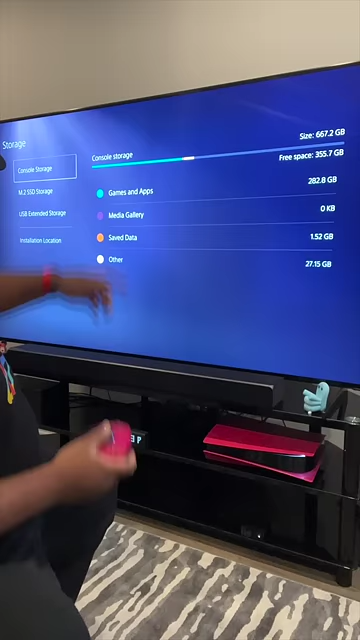 Storage
Size: 667.2 GB
Console storage
Free space: 355.7 GB
Console Storage
M.2 SSD Storage
USB Extended Storage
Installation Location
Games and Apps
282.8 GB
Media Gallery
0 KB
Saved Data
1.52 GB
Other
27.15 GB